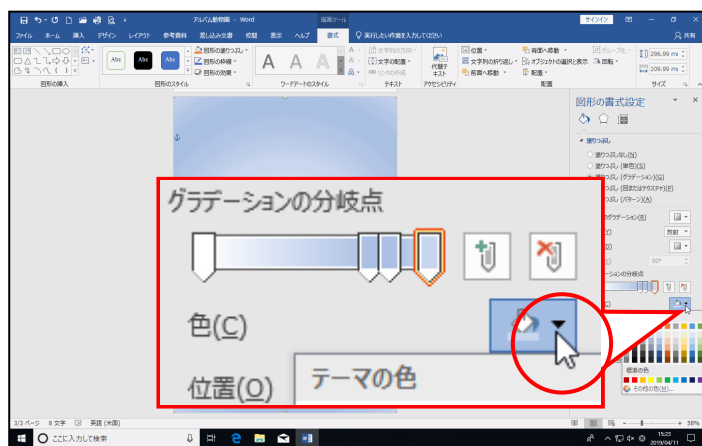 アルバム動物園 - Word
描画ツール
サインイン
ファイル ホーム 挿入 デザイン レイアウト 参考資料 差し込み文書 校閲 表示 ヘルプ 書式 実行したい作業を入力してください 共有
Abc Abc Abc
図形の塗りつぶし
図形の枠線
図形の効果
A A A
文字列の方向
文字の配置
リンクの作成
代替テキスト
位置
文字列の折り返し
前面へ移動
背面へ移動
オブジェクトの選択と表示
配置
グループ化
回転
296.99 mm
209.99 mm
図形の挿入 図形のスタイル ワードアートのスタイル テキスト アクセシビリティ 配置 サイズ
図形の書式設定
塗りつぶし
塗りつぶしなし(N)
塗りつぶし (単色)(S)
塗りつぶし (グラデーション)(G)
塗りつぶし (図またはテクスチャ)(E)
塗りつぶし (パターン)(A)
放射
90°
グラデーションの分岐点
色(C)
位置(O)
テーマの色
標準の色
その他の色(M)...
3/3 ページ 8 文字 英語 (米国) 58%
ここに入力して検索
15:23
2019/04/11